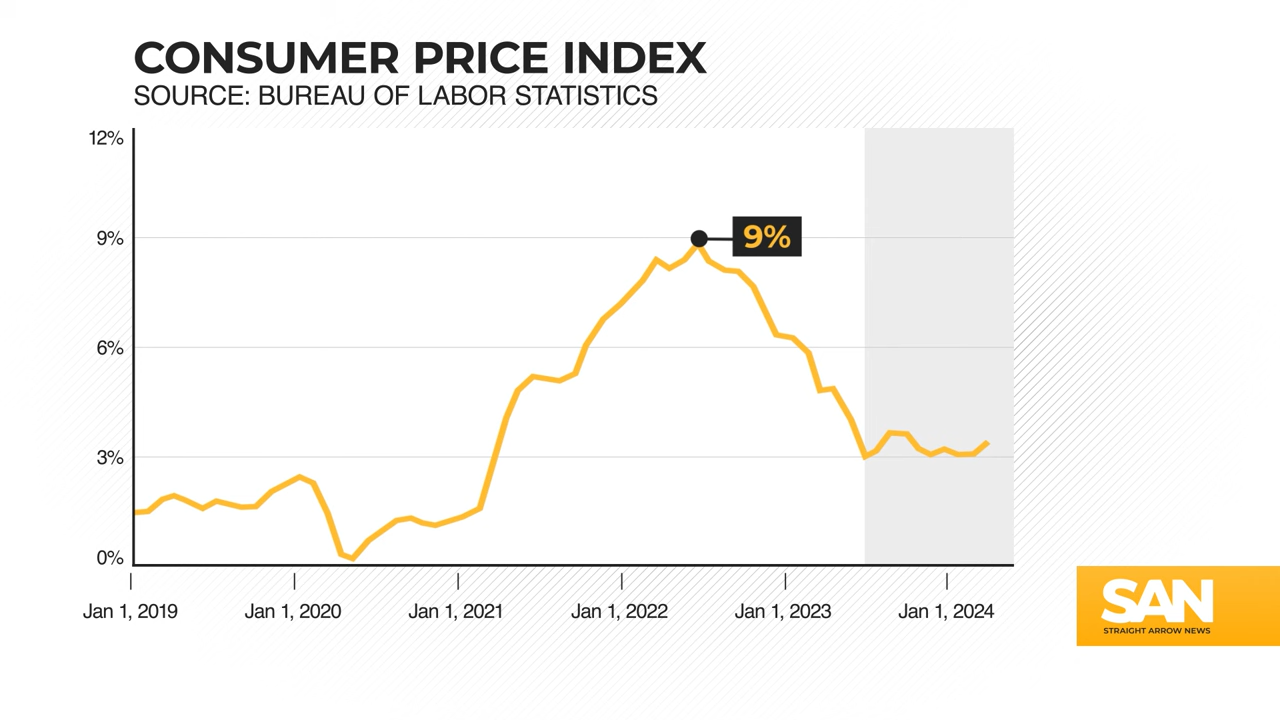 CONSUMER PRICE INDEX
SOURCE: BUREAU OF LABOR STATISTICS
12%
9%
9%
6%
3%
0%
Jan 1, 2019
Jan 1, 2020
Jan 1, 2021
Jan 1, 2022
Jan 1, 2023
Jan 1, 2024
SAN
STRAIGHT ARROW NEWS